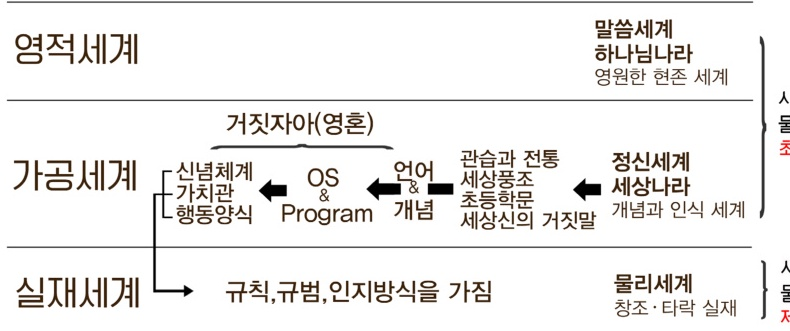 영적세계
말씀세계
하나님나라
영원한 현존 세계
가공세계
거짓자아(영혼)
신념체계
가치관
행동양식
OS
&
Program
언어
&
개념
관습과 전통
세상풍조
초등학문
세상신의 거짓말
정신세계
세상나라
개념과 인식 세계
실재세계
규칙,규범,인지방식을 가짐
물리세계
창조·타락 실재